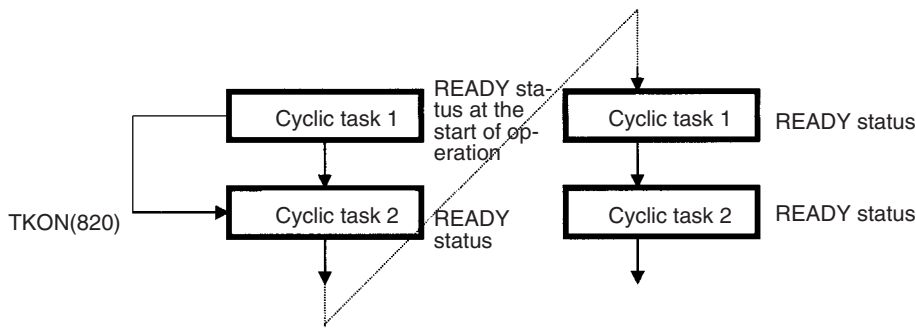 Cyclic task 1
READY sta-
tus at the
start of op-
eration
TKON(820)
Cyclic task 2
READY
status
Cyclic task 1
READY status
Cyclic task 2
READY status